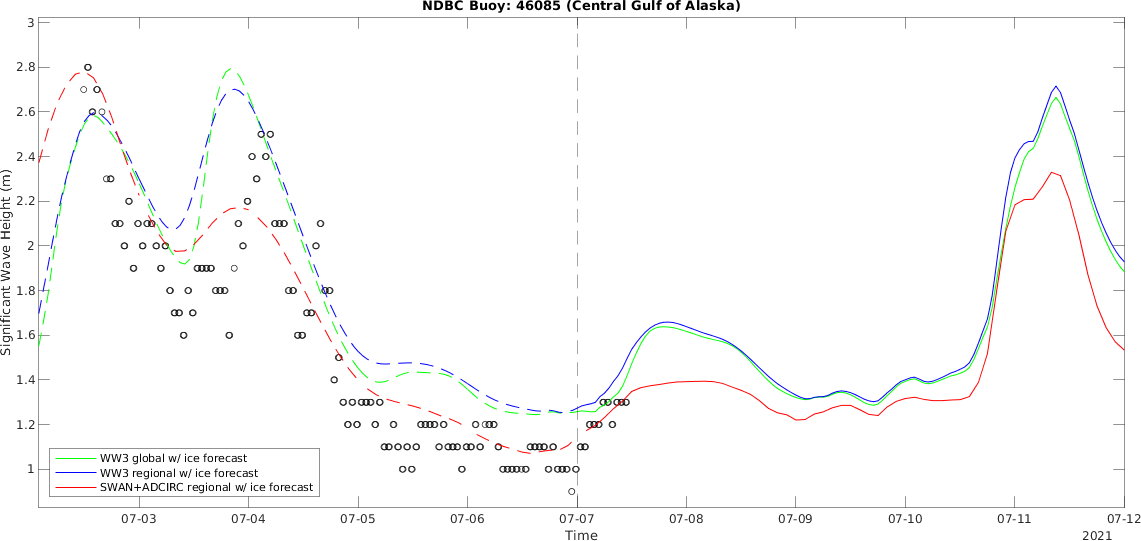 NDBC Buoy: 46085 (Central Gulf of Alaska)
3
2.8
2.6
2.4
2.2
2
1.8
1.6
1.4
1.2
1
Significant Wave Height (m)
WW3 global w/ ice forecast
WW3 regional w/ ice forecast
SWAN+ADCIRC regional w/ ice forecast
07-03 07-04 07-05 07-06 07-07 07-08 07-09 07-10 07-11 07-12
Time
2021